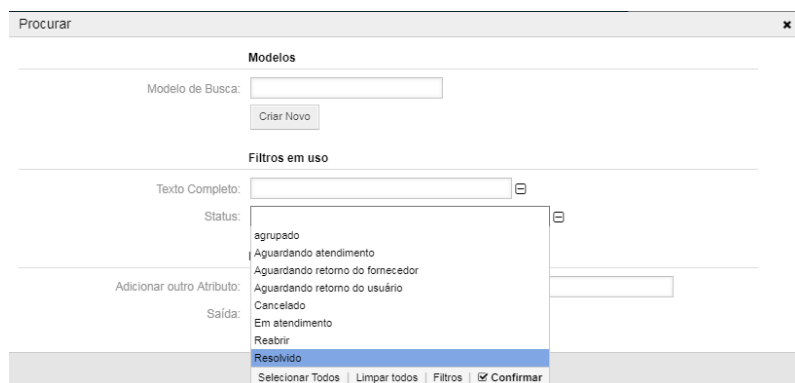 Procurar
Modelos
Modelo de Busca:
Criar Novo
Filtros em uso
Texto Completo:
Status:
agrupado
Aguardando atendimento
Aguardando retorno do fornecedor
Adicionar outro Atributo:
Aguardando retorno do usuário
Cancelado
Saída:
Em atendimento
Reabrir
Resolvido
Selecionar Todos | Limpar todos | Filtros | Confirmar